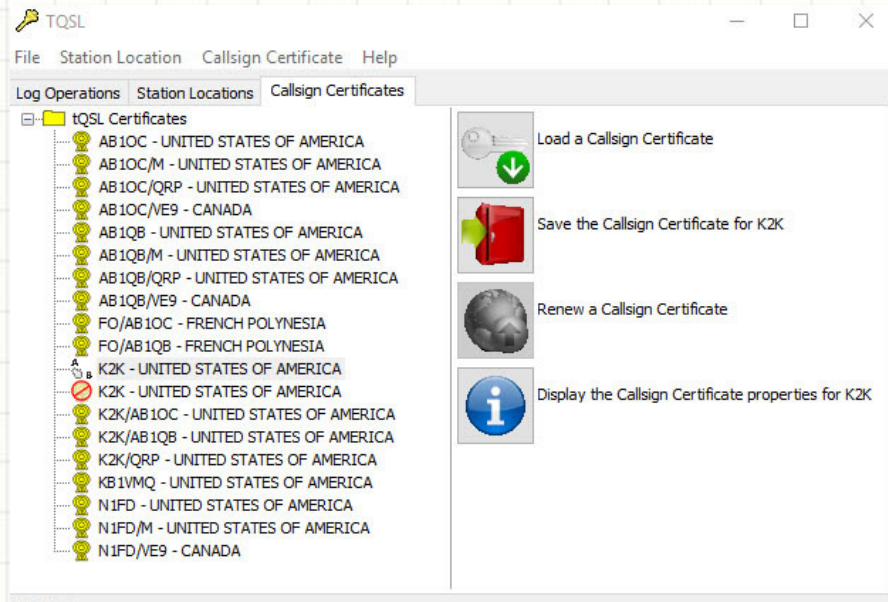 TQSL
File Station Location Callsign Certificate Help
Log Operations Station Locations Callsign Certificates
tQSL Certificates
AB1OC - UNITED STATES OF AMERICA
AB1OC/M - UNITED STATES OF AMERICA
AB1OC/QRP - UNITED STATES OF AMERICA
AB1OC/VE9 - CANADA
AB1QB - UNITED STATES OF AMERICA
AB1QB/M - UNITED STATES OF AMERICA
AB1QB/QRP - UNITED STATES OF AMERICA
AB1QB/VE9 - CANADA
FO/AB1OC - FRENCH POLYNESIA
FO/AB1QB - FRENCH POLYNESIA
A B K2K - UNITED STATES OF AMERICA
K2K - UNITED STATES OF AMERICA
K2K/AB1OC - UNITED STATES OF AMERICA
K2K/AB1QB - UNITED STATES OF AMERICA
K2K/QRP - UNITED STATES OF AMERICA
KB1VMQ - UNITED STATES OF AMERICA
N1FD - UNITED STATES OF AMERICA
N1FD/M - UNITED STATES OF AMERICA
N1FD/VE9 - CANADA
Load a Callsign Certificate
Save the Callsign Certificate for K2K
Renew a Callsign Certificate
Display the Callsign Certificate properties for K2K